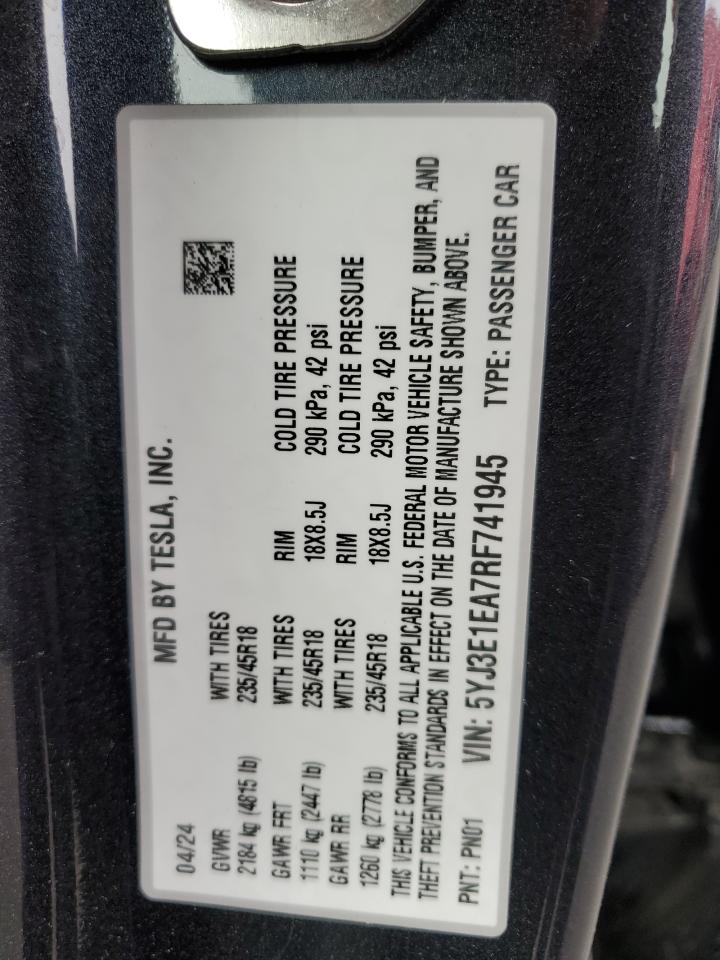 MFD BY TESLA, INC.
04/24
GVWR WITH TIRES
2184 kg (4815 lb) 235/45R18
GAWR FRT WITH TIRES RIM COLD TIRE PRESSURE
1110 kg (2447 lb) 235/45R18 18X8.5J 290 kPa, 42 psi
GAWR RR WITH TIRES RIM COLD TIRE PRESSURE
1260 kg (2778 lb) 235/45R18 18X8.5J 290 kPa, 42 psi
THIS VEHICLE CONFORMS TO ALL APPLICABLE U.S. FEDERAL MOTOR VEHICLE SAFETY, BUMPER, AND
THEFT PREVENTION STANDARDS IN EFFECT ON THE DATE OF MANUFACTURE SHOWN ABOVE.
PNT: PN01 VIN: 5YJ3E1EA7RF741945 TYPE: PASSENGER CAR